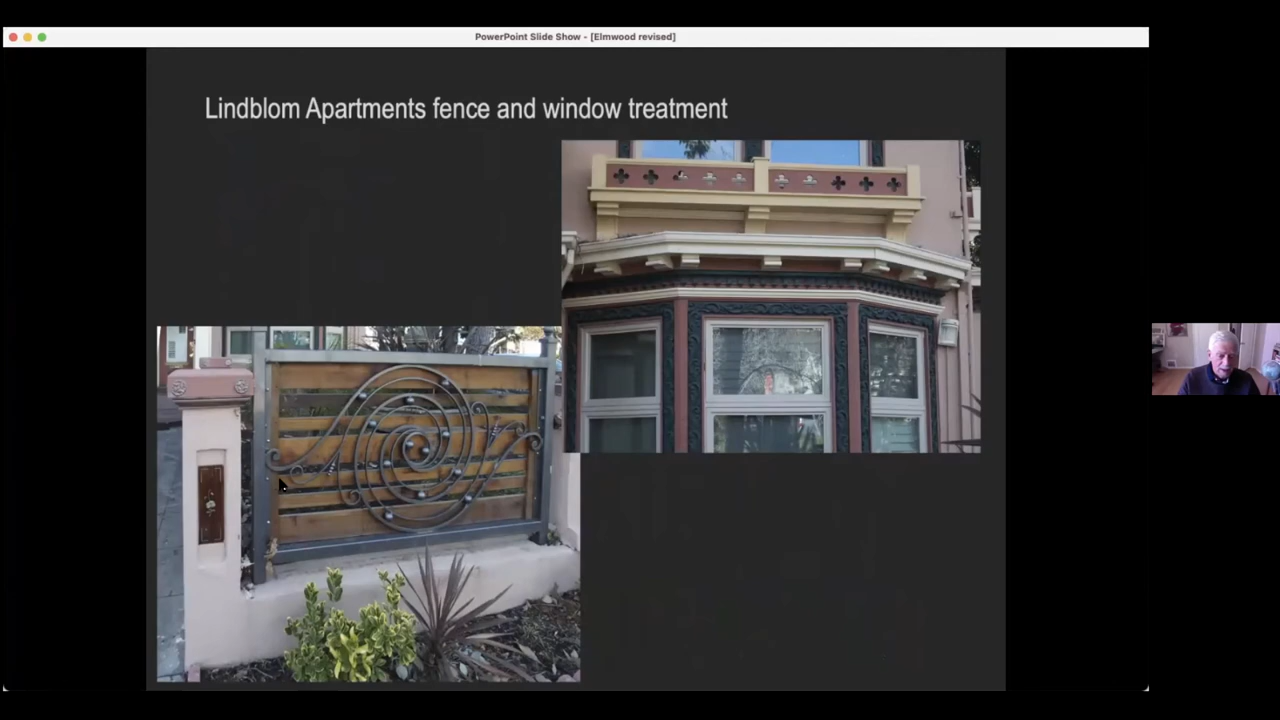 PowerPoint Slide Show - [Elmwood revised]
Lindblom Apartments fence and window treatment